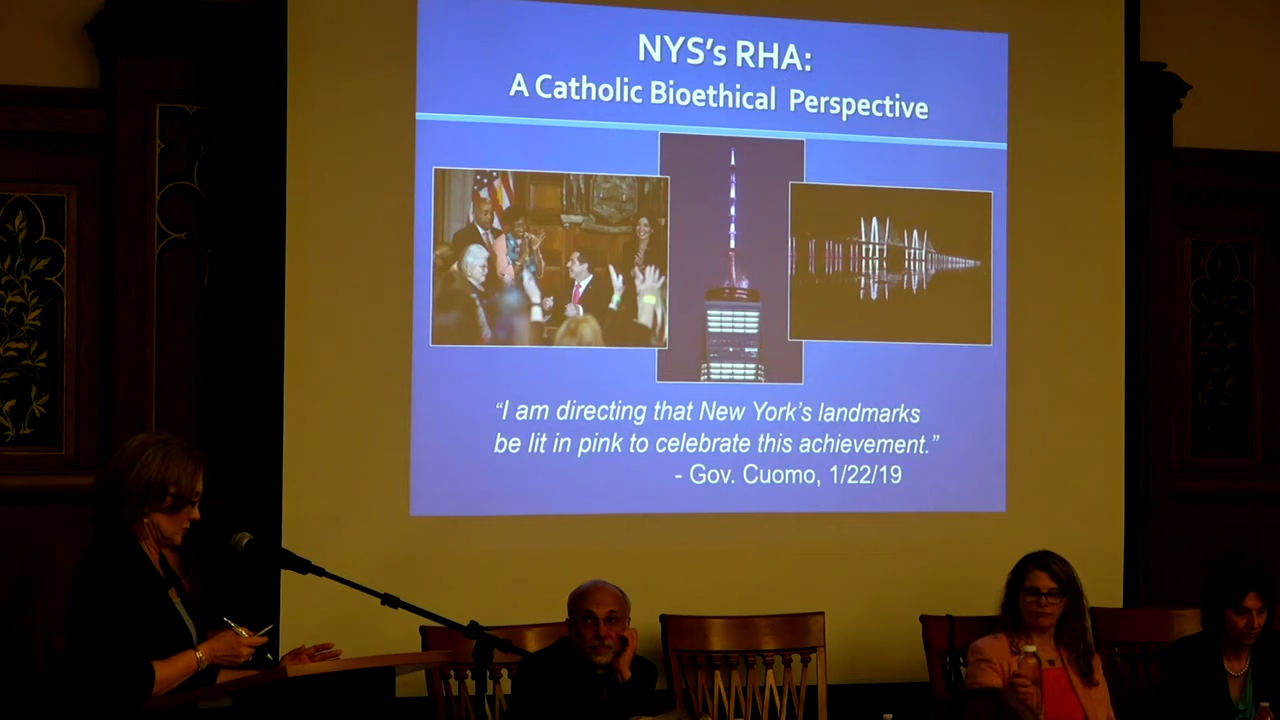 NYS’s RHA:
A Catholic Bioethical Perspective
“I am directing that New York’s landmarks
be lit in pink to celebrate this achievement.”
- Gov. Cuomo, 1/22/19